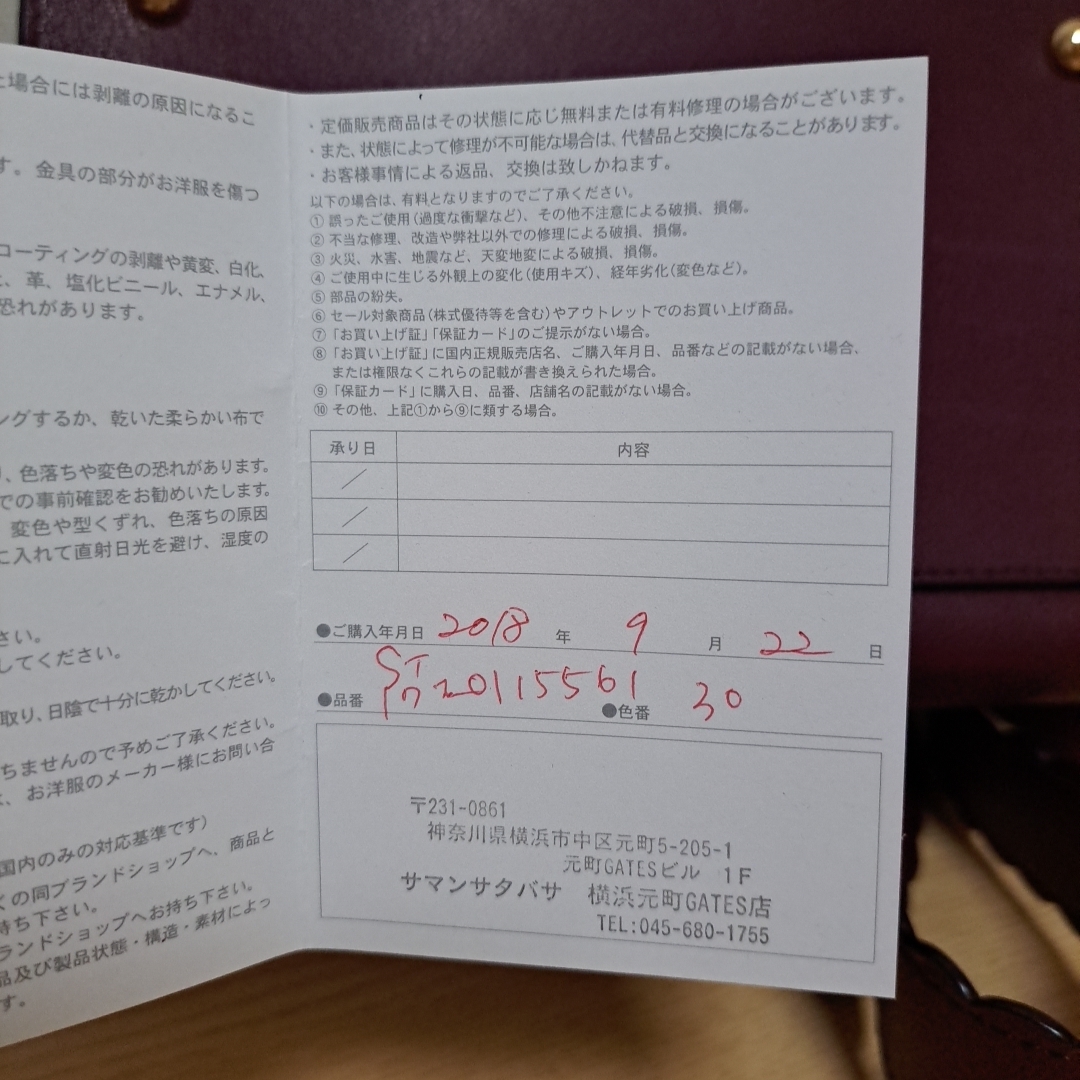 た場合には剥離の原因になるこ
す。金具の部分がお洋服を傷つ
コーティングの剥離や黄変、白化、
革、塩化ビニール、エナメル、
恐れがあります。
ングするか、乾いた柔らかい布で
、色落ちや変色の恐れがあります。
での事前確認をお勧めいたします。
変色や型くずれ、色落ちの原因
に入れて直射日光を避け、湿度の
さい。
してください。
取り、日陰で十分に乾かしてください。
ちませんので予めご了承ください。
、お洋服のメーカー様にお問い合
国内のみの対応基準です)
くの同ブランドショップへ、商品と
持ち下さい。
ランドショップへお持ち下さい。
品及び製品状態・構造・素材によっ
す。
・定価販売商品はその状態に応じ無料または有料修理の場合がございます。
・また、状態によって修理が不可能な場合は、代替品と交換になることがあります。
・お客様事情による返品、交換は致しかねます。
以下の場合は、有料となりますのでご了承ください。
①誤ったご使用(過度な衝撃など)、その他不注意による破損、損傷。
②不当な修理、改造や弊社以外での修理による破損、損傷。
③火災、水害、地震など、天変地変による破損、損傷。
④ご使用中に生じる外観上の変化(使用キズ)、経年劣化(変色など)。
⑤部品の紛失。
⑥セール対象商品(株式優待等を含む)やアウトレットでのお買い上げ商品。
⑦「お買い上げ証」「保証カード」のご提示がない場合。
⑧「お買い上げ証」に国内正規販売店名、ご購入年月日、品番などの記載がない場合、
または権限なくこれらの記載が書き換えられた場合。
⑨「保証カード」に購入日、品番、店舗名の記載がない場合。
⑩その他、上記①から⑨に類する場合。
承り日 内容
／
／
／
●ご購入年月日 2018 年 9 月 22 日
●品番 20115561 ●色番 30
〒231-0861
神奈川県横浜市中区元町5-205-1
元町GATESビル 1F
サマンサタバサ 横浜元町GATES店
TEL:045-680-1755